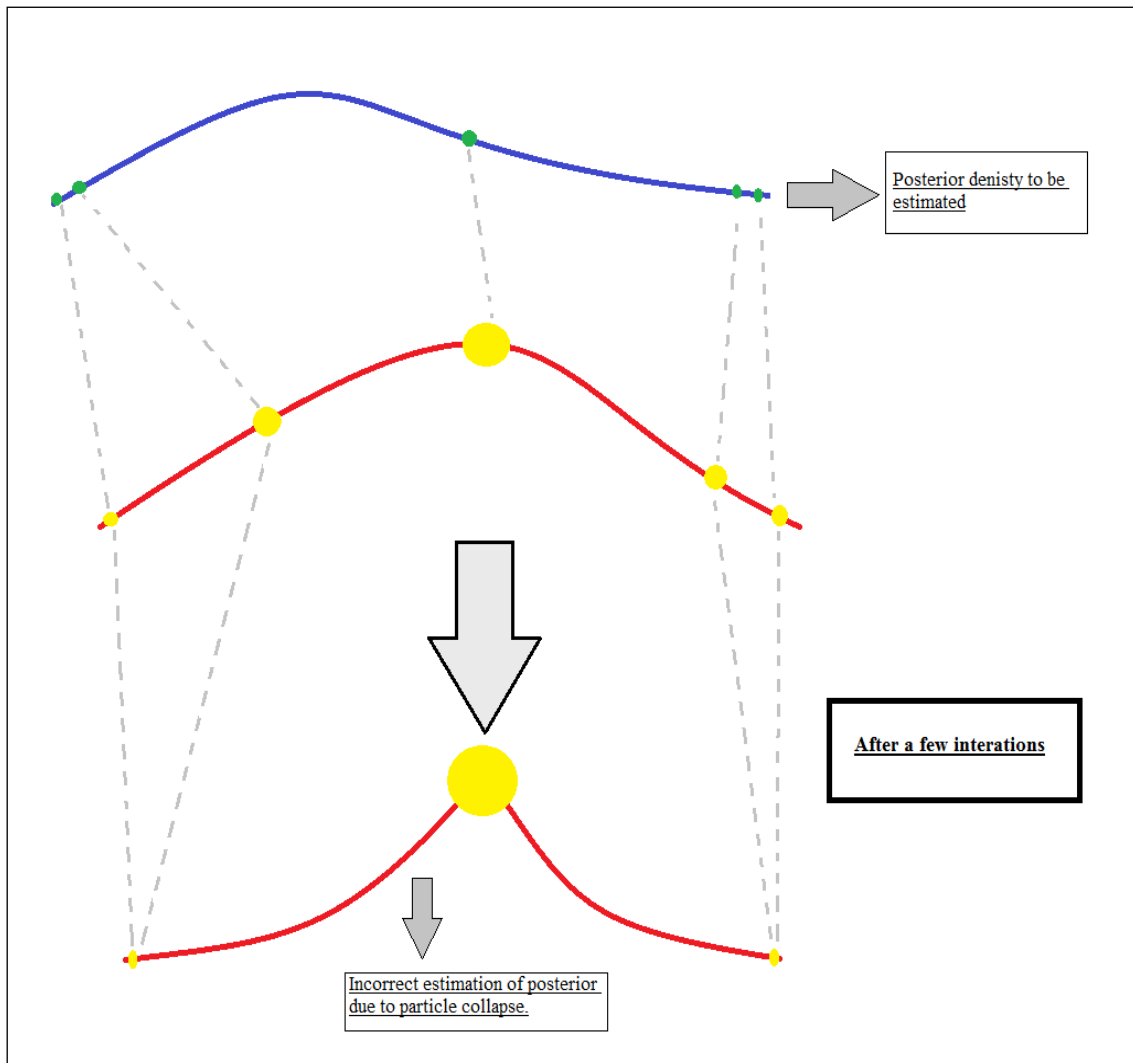 Posterior denisty to be
estimated
After a few interations
Incorrect estimation of posterior
due to particle collapse.